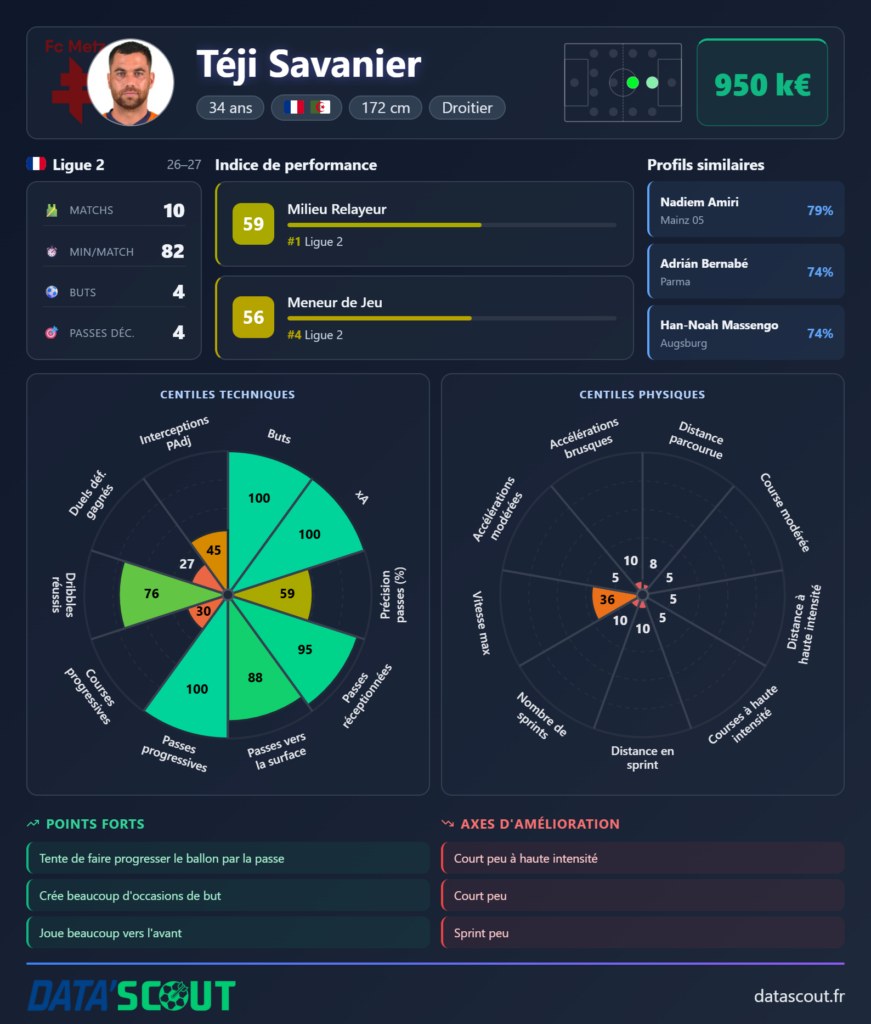 Fc Metz
Téji Savanier
34 ans
172 cm
Droitier
950 k€
Ligue 2
26–27
MATCHS
10
MIN/MATCH
82
BUTS
4
PASSES DÉC.
4
Indice de performance
59
Milieu Relayeur
#1 Ligue 2
56
Meneur de Jeu
#4 Ligue 2
Profils similaires
Nadiem Amiri
Mainz 05
79%
Adrián Bernabé
Parma
74%
Han-Noah Massengo
Augsburg
74%
CENTILES TECHNIQUES
Buts
100
xA
100
Précision
passes (%)
59
Passes
réceptionnées
95
Passes vers
la surface
88
Passes
progressives
100
Courses
progressives
30
Dribbles
réussis
76
Duels déf.
gagnés
27
Interceptions
PAdj
45
CENTILES PHYSIQUES
Distance
parcourue
8
Course modérée
5
Distance à
haute intensité
5
Courses à haute
intensité
5
Distance en
sprint
10
Nombre de
sprints
10
Vitesse max
36
Accélérations
modérées
5
Accélérations
brusques
10
POINTS FORTS
Tente de faire progresser le ballon par la passe
Crée beaucoup d'occasions de but
Joue beaucoup vers l'avant
AXES D'AMÉLIORATION
Court peu à haute intensité
Court peu
Sprint peu
DATA'SCOUT
datascout.fr